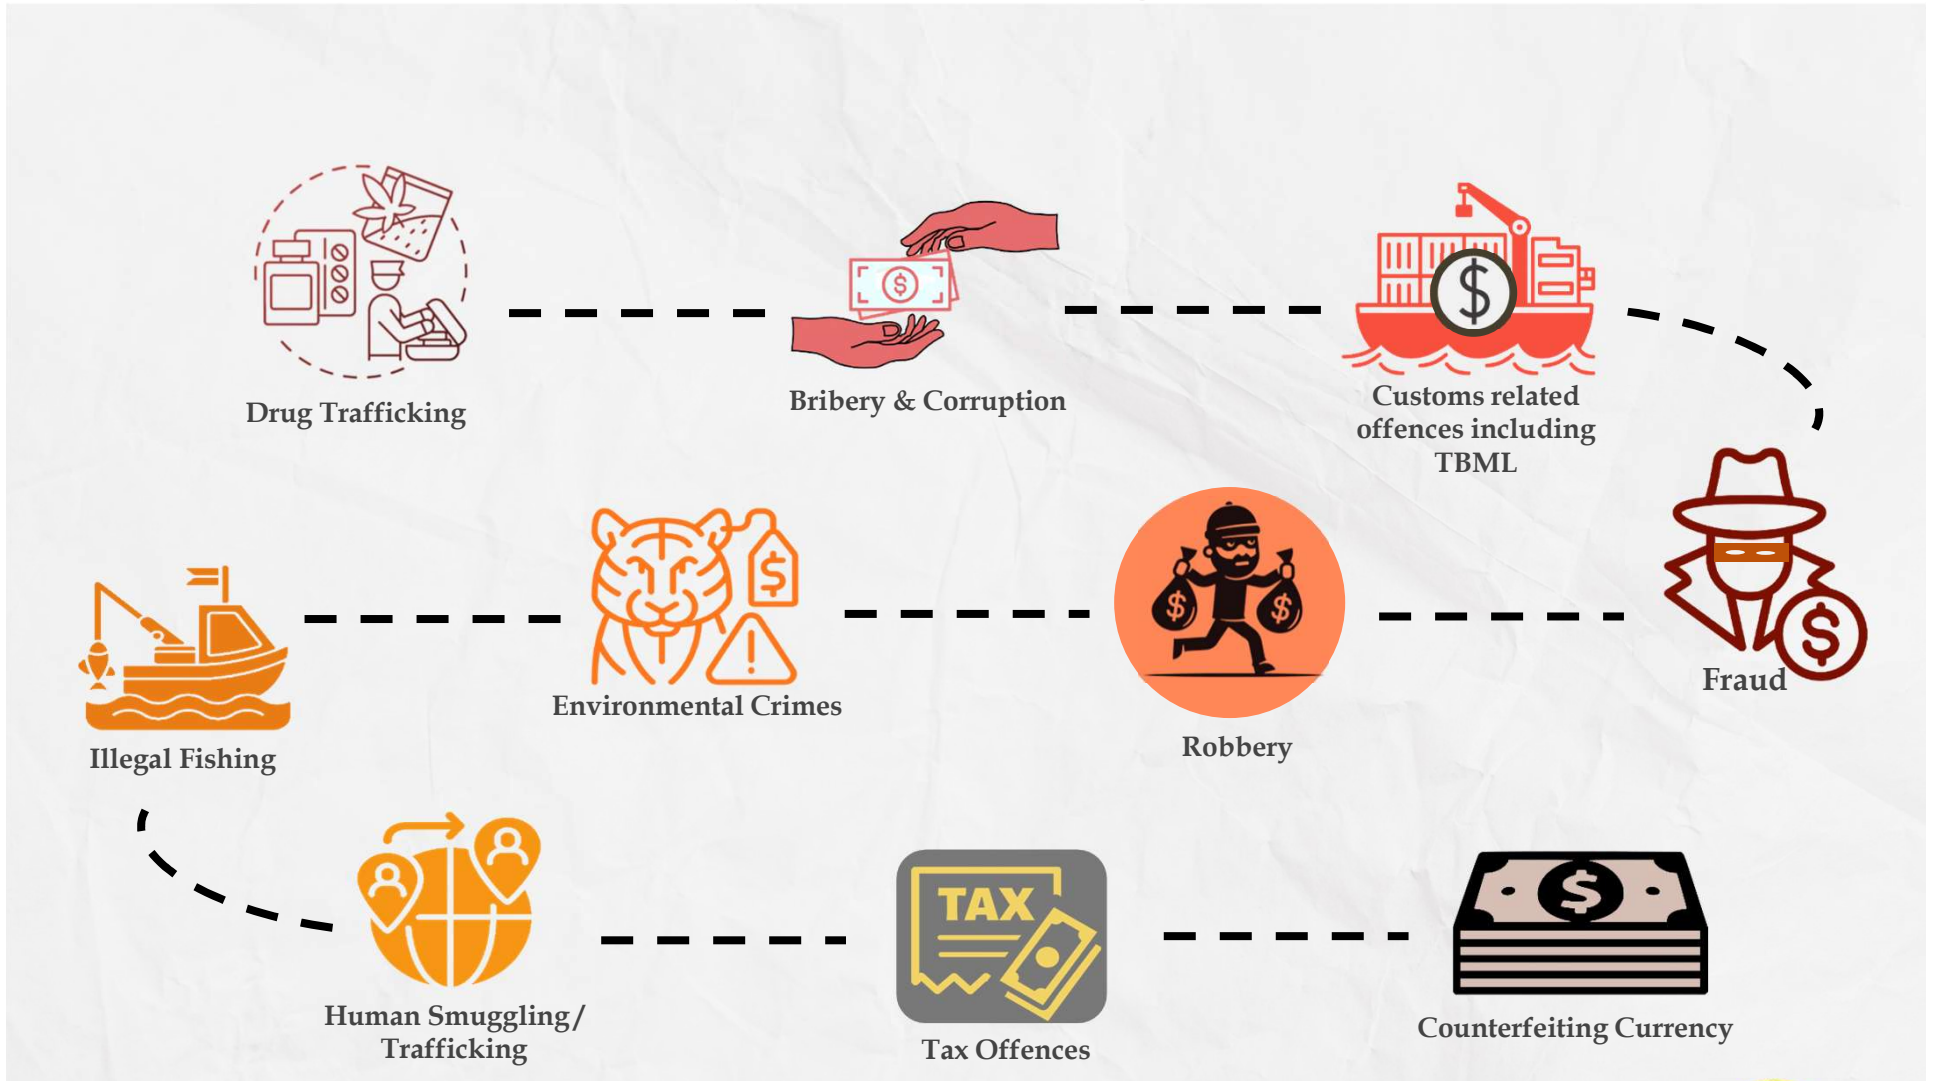 Drug Trafficking
Bribery & Corruption
Customs related
offences including
TBML
$
$
Fraud
$
Robbery
$
$
Environmental Crimes
$
!
Illegal Fishing
Human Smuggling/
Trafficking
TAX
Tax Offences
$
Counterfeiting Currency